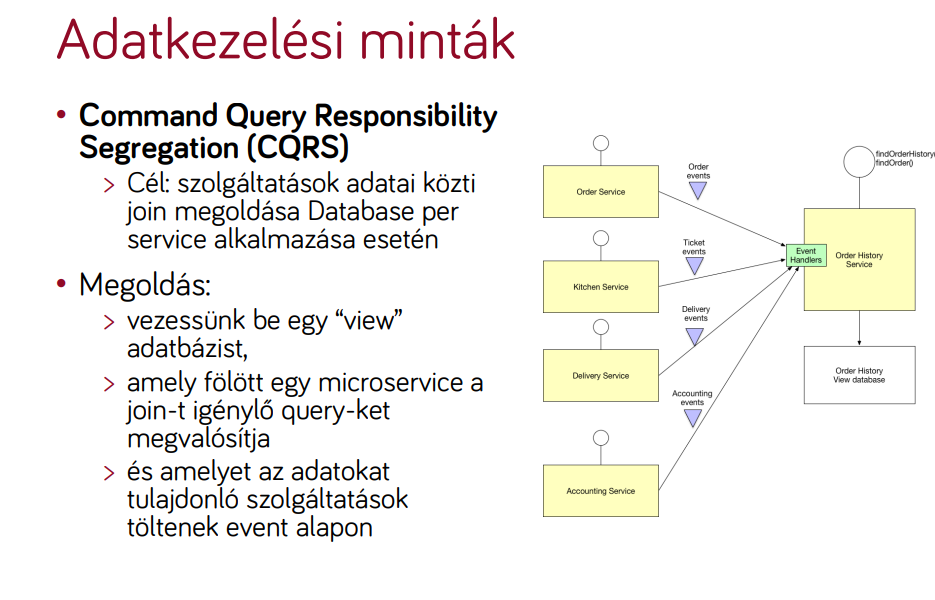 Adatkezelési minták
• Command Query Responsibility
Segregation (CQRS)
> Cél: szolgáltatások adatai közti
join megoldása Database per
service alkalmazása esetén
• Megoldás:
> vezessünk be egy “view”
adatbázist,
> amely fölött egy microservice a
join-t igénylő query-ket
megvalósítja
> és amelyet az adatokat
tulajdonló szolgáltatások
töltenek event alapon
Order Service
Order
events
Kitchen Service
Ticket
events
Delivery Service
Delivery
events
Accounting Service
Accounting
events
Event
Handlers
findOrderHistory
findOrder()
Order History
Service
Order History
View database